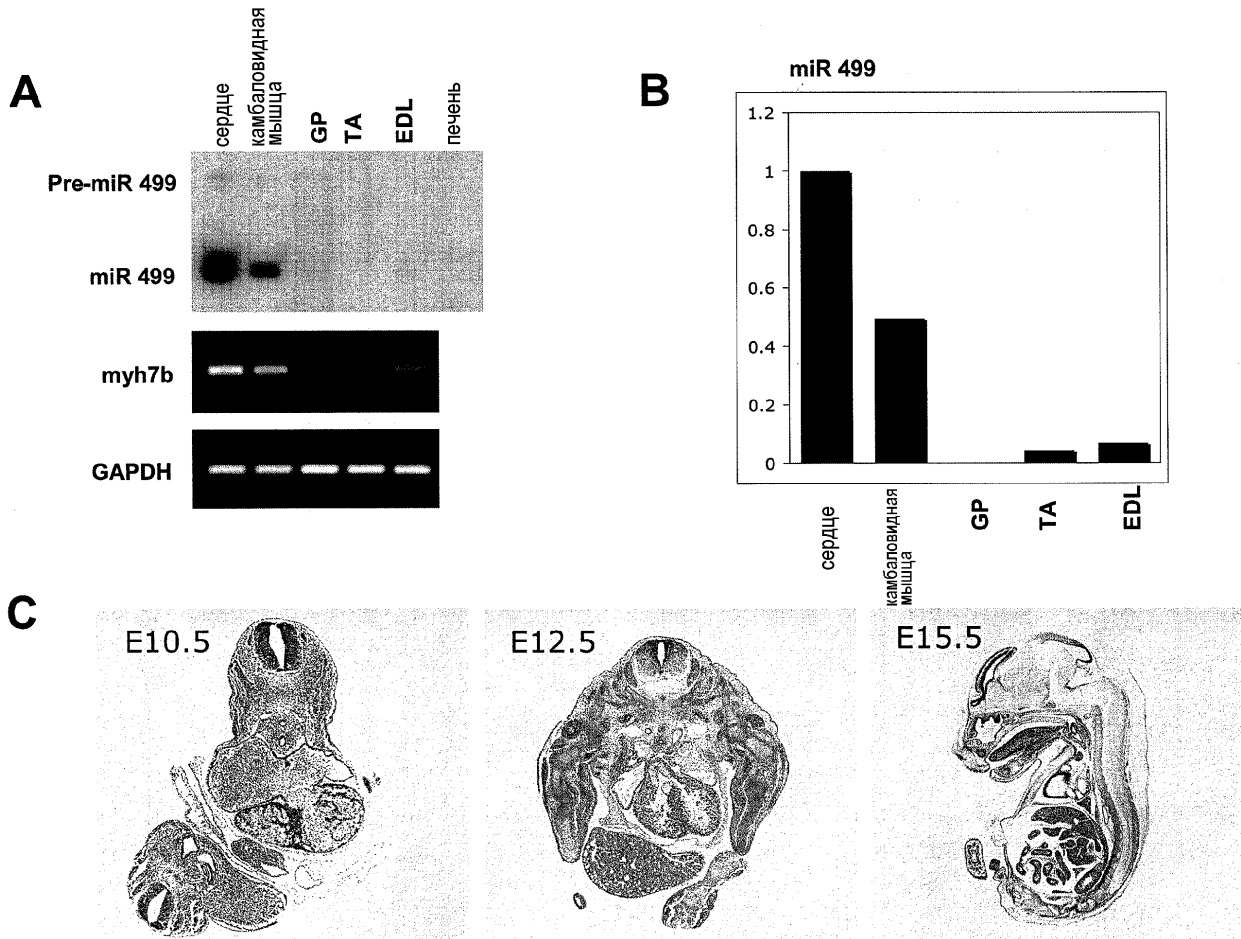 A
сердце
камбаловидная
мышца
GP
TA
EDL
печень
Pre-miR 499
miR 499
myh7b
GAPDH
B
miR 499
1.2
1
0.8
0.6
0.4
0.2
0
сердце
камбаловидная
мышца
GP
TA
EDL
C
E10.5
E12.5
E15.5